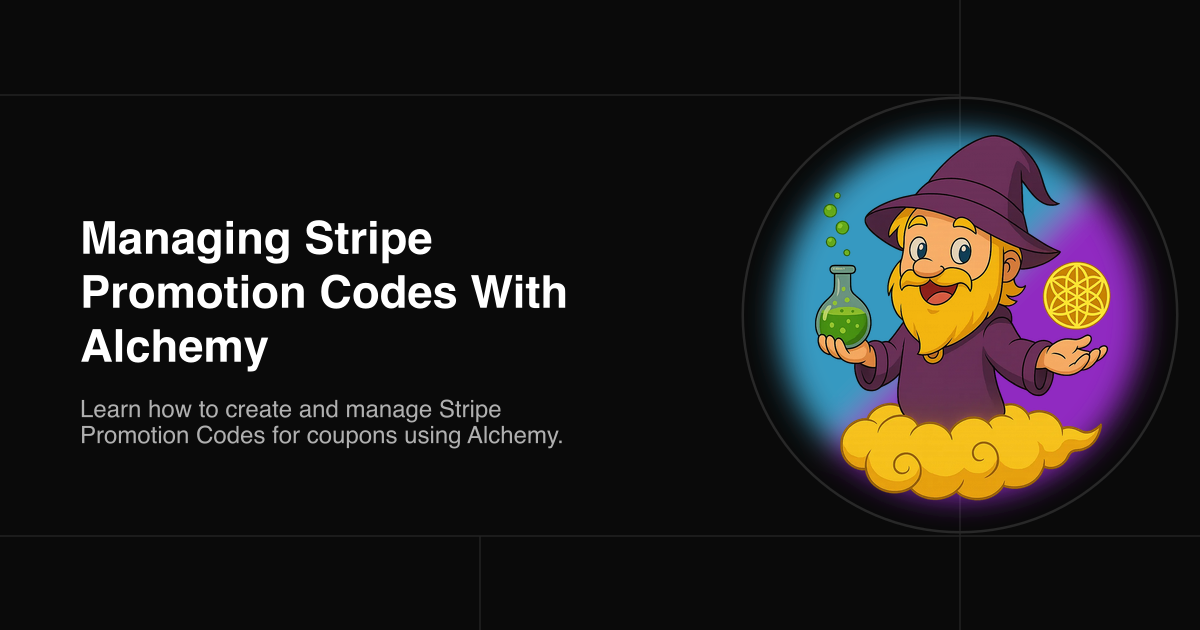 Managing Stripe
Promotion Codes With
Alchemy
Learn how to create and manage Stripe
Promotion Codes for coupons using Alchemy.